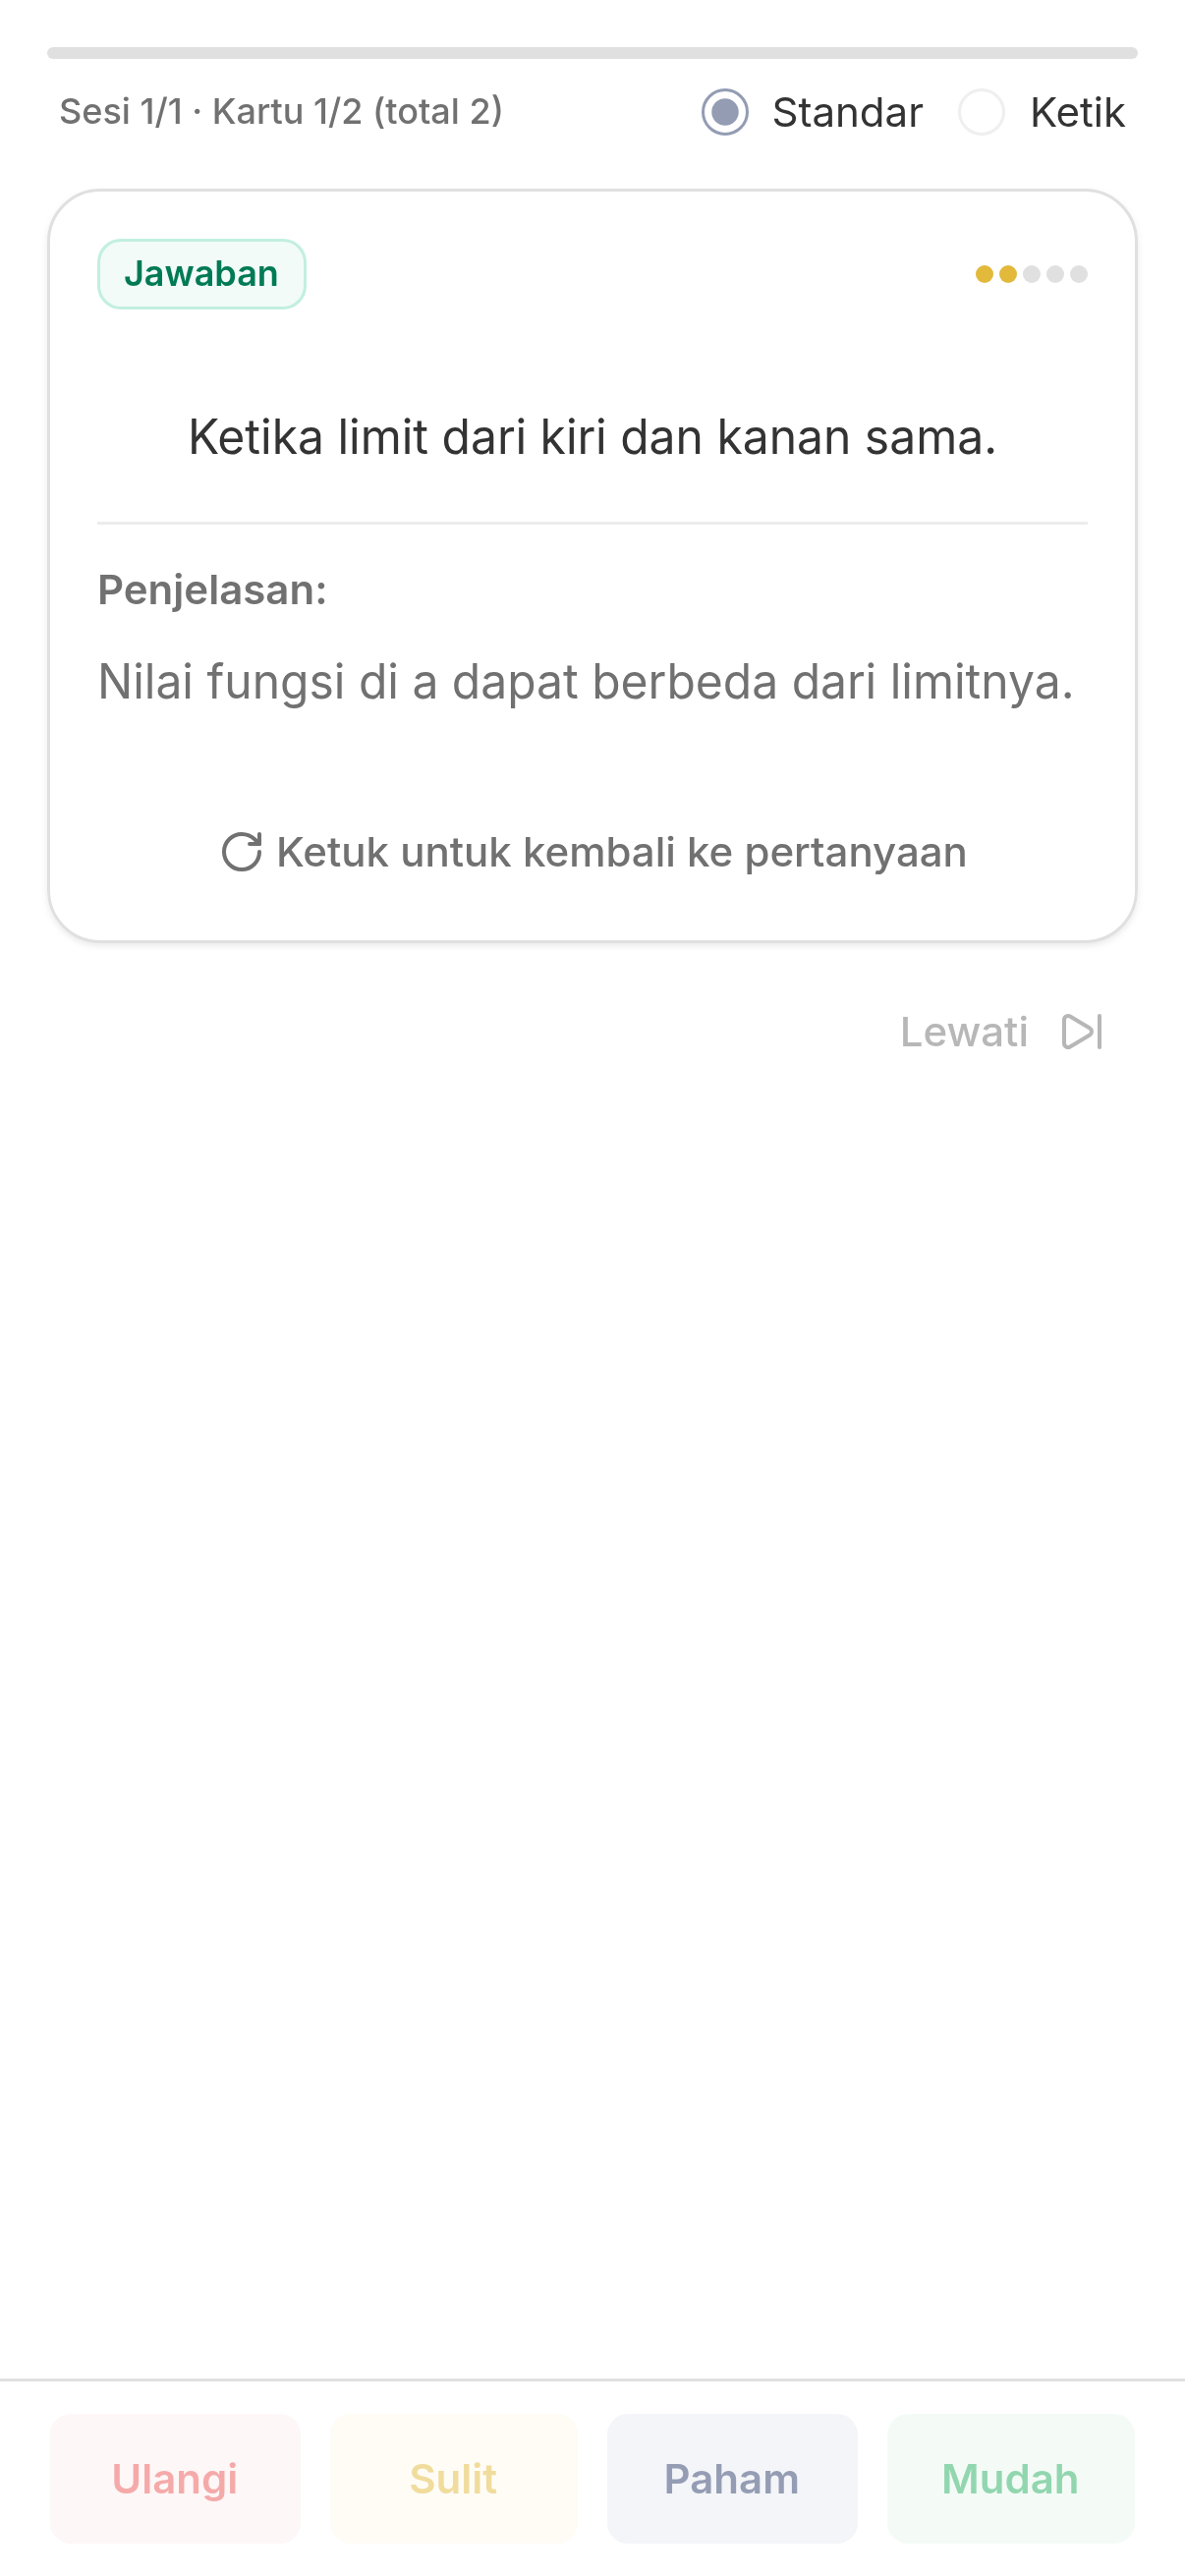 Sesi 1/1 · Kartu 1/2 (total 2)
Standar
Ketik
Jawaban
Ketika limit dari kiri dan kanan sama.
Penjelasan:
Nilai fungsi di a dapat berbeda dari limitnya.
Ketuk untuk kembali ke pertanyaan
Lewati
Ulangi
Sulit
Paham
Mudah